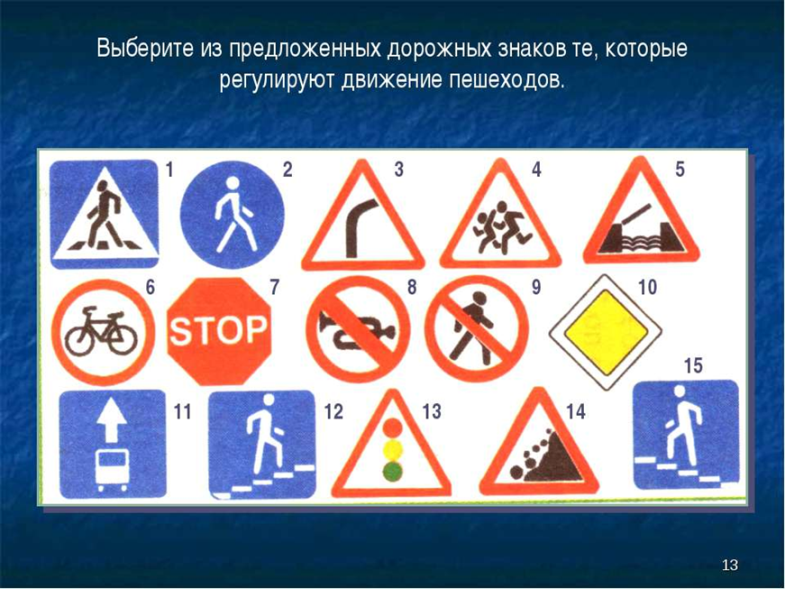 Выберите из предложенных дорожных знаков те, которые
регулируют движение пешеходов.
1 2 3 4 5
6 7 8 9 10
STOP
15
11 12 13 14
13